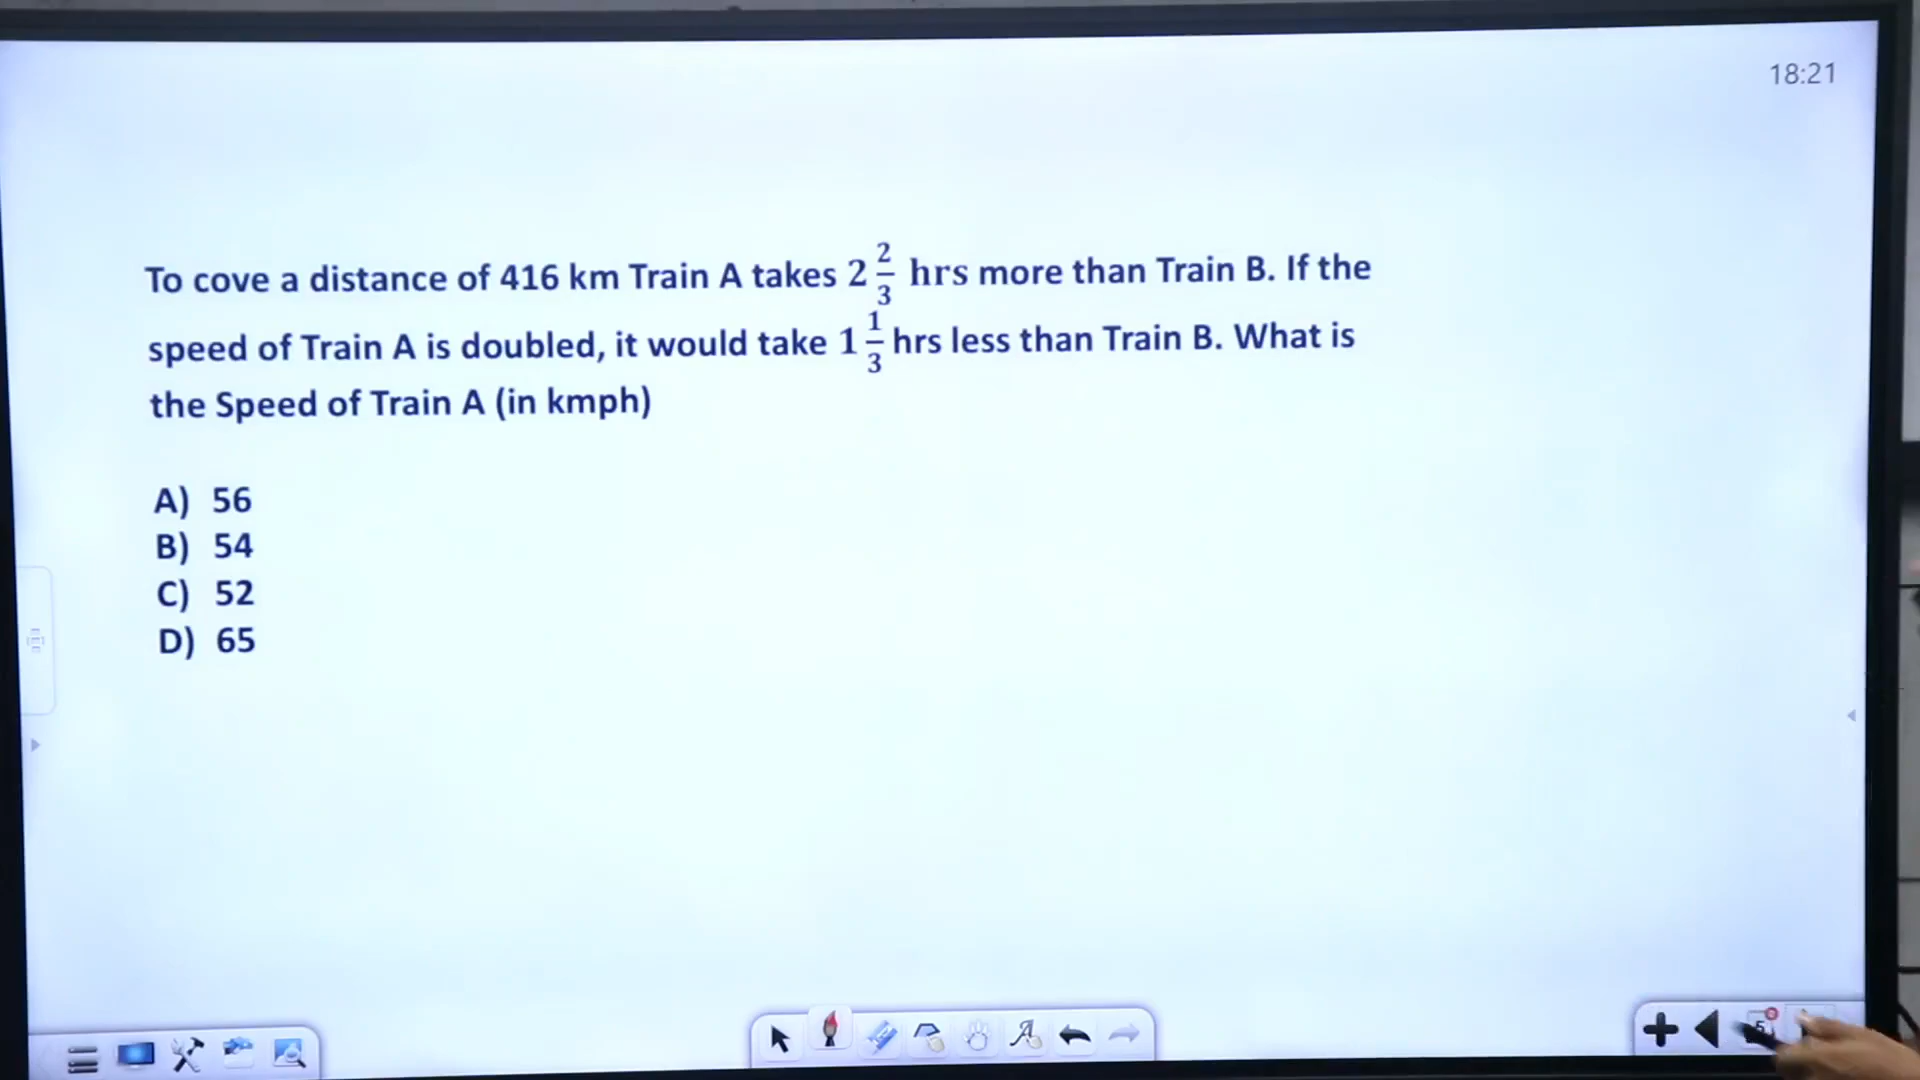 18:21
To cove a distance of 416 km Train A takes 2 2/3 hrs more than Train B. If the
speed of Train A is doubled, it would take 1 1/3 hrs less than Train B. What is
the Speed of Train A (in kmph)
A) 56
B) 54
C) 52
D) 65